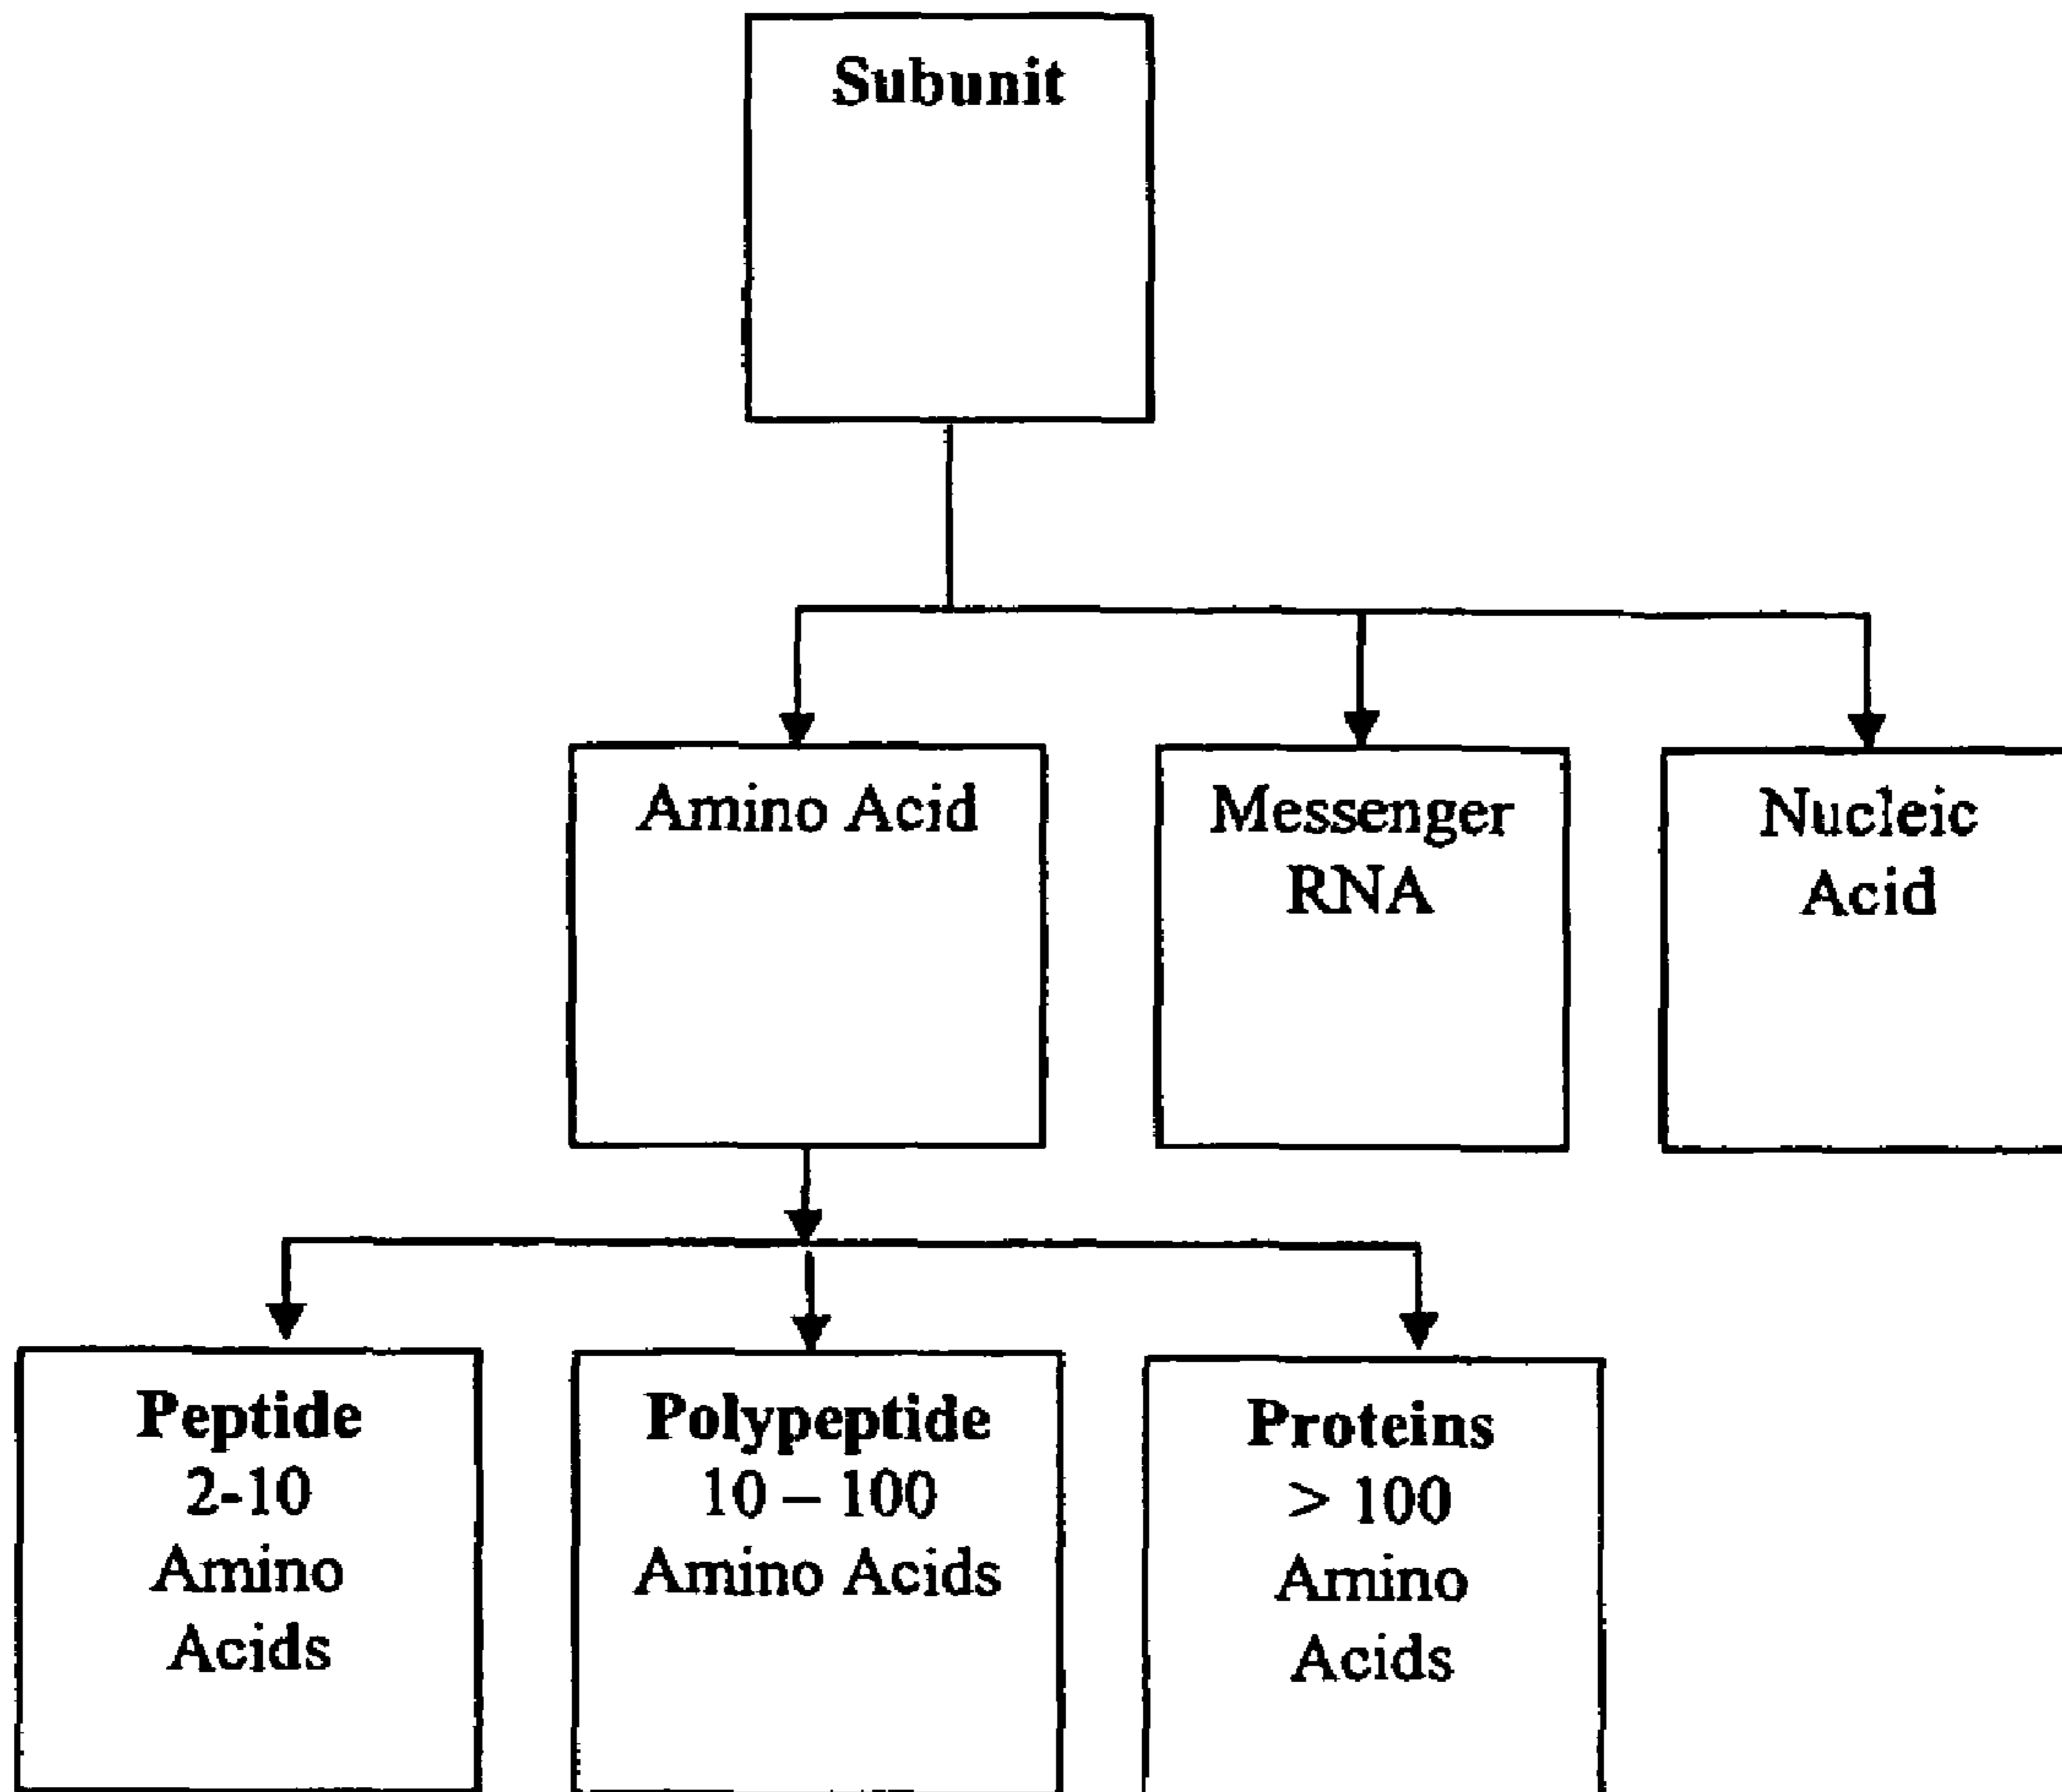 Subunit
Amino Acid
Messenger
RNA
Nucleic
Acid
Peptide
2-10
Amino
Acids
Polypeptide
10 – 100
Amino Acids
Proteins
> 100
Amino
Acids